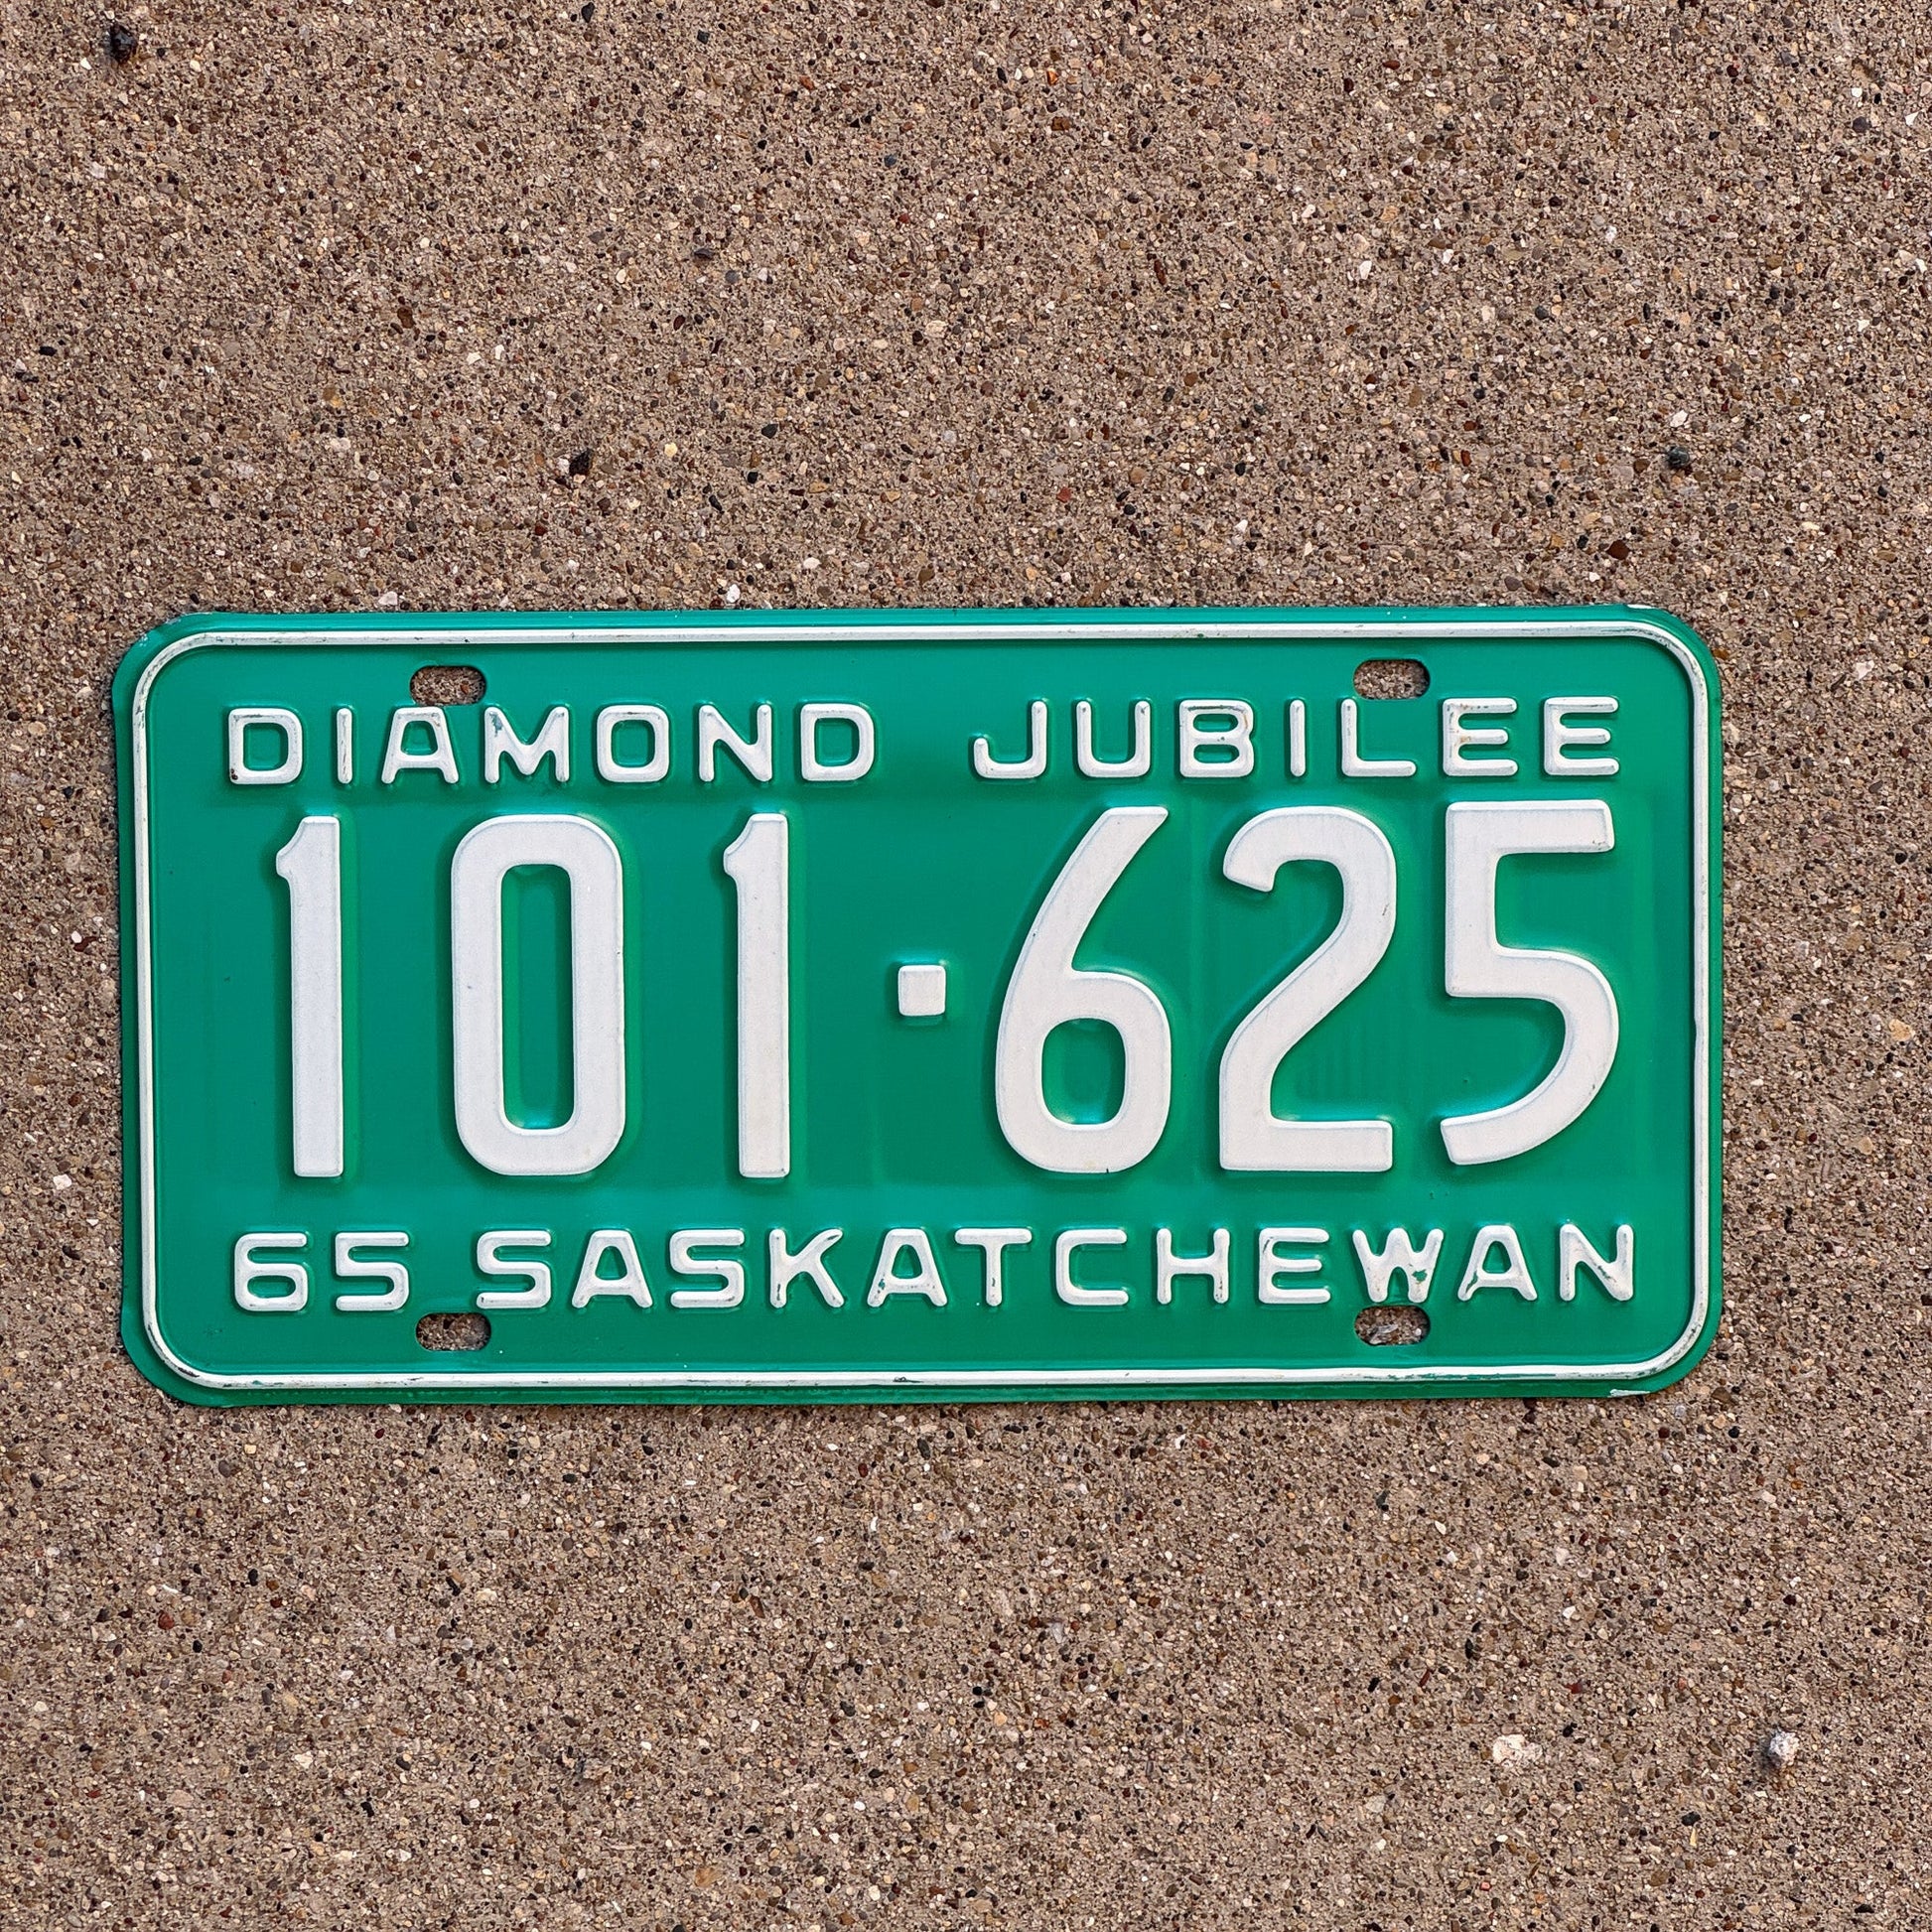 DIAMOND JUBILEE
101·625
65 SASKATCHEWAN